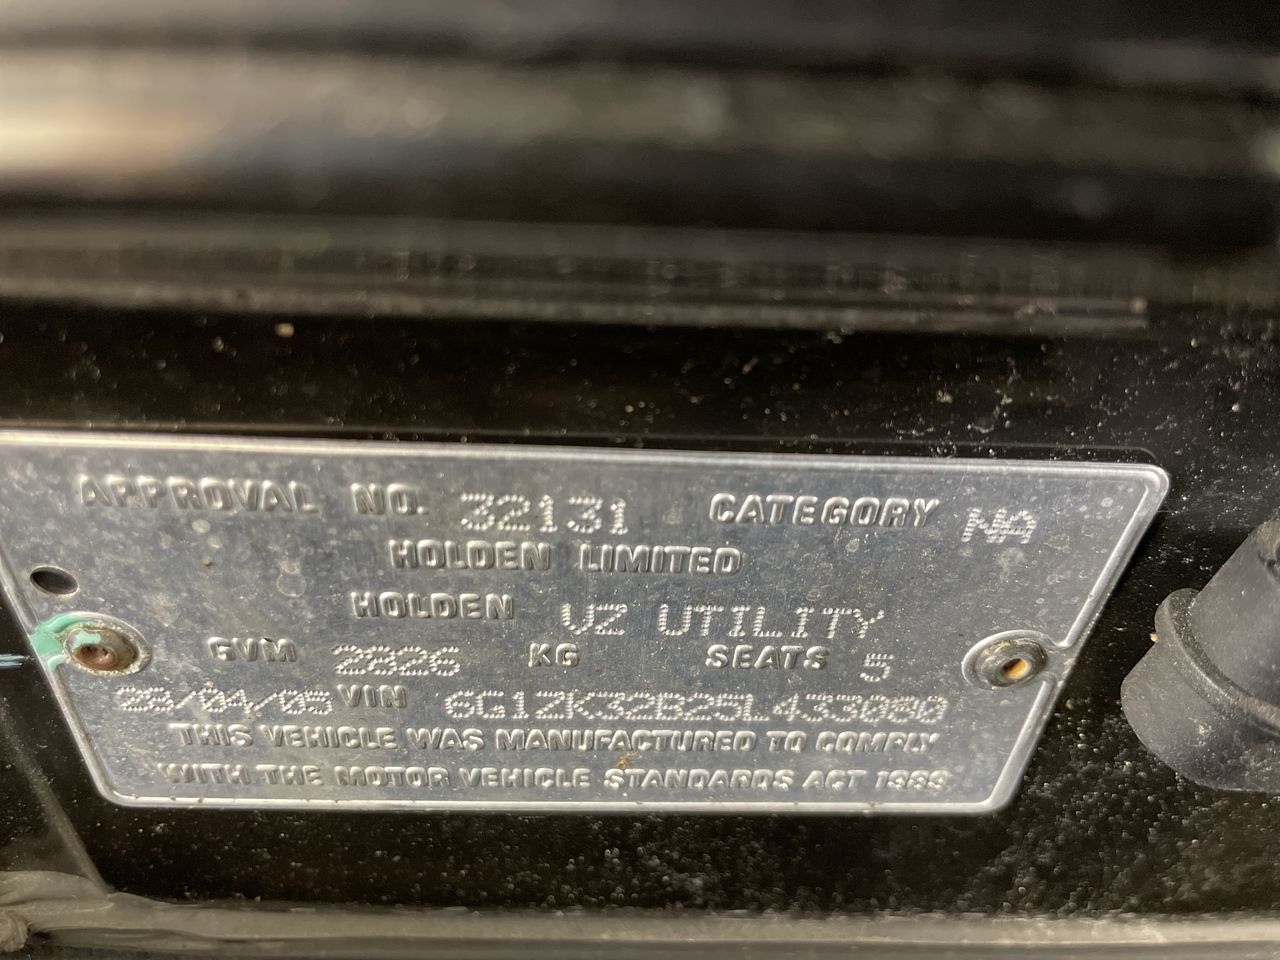 APPROVAL NO. 32131 CATEGORY NA
HOLDEN LIMITED
HOLDEN VZ UTILITY
GVM 2826 KG SEATS 5
28/04/05 VIN 6G1ZK32B25L433080
THIS VEHICLE WAS MANUFACTURED TO COMPLY
WITH THE MOTOR VEHICLE STANDARDS ACT 1989